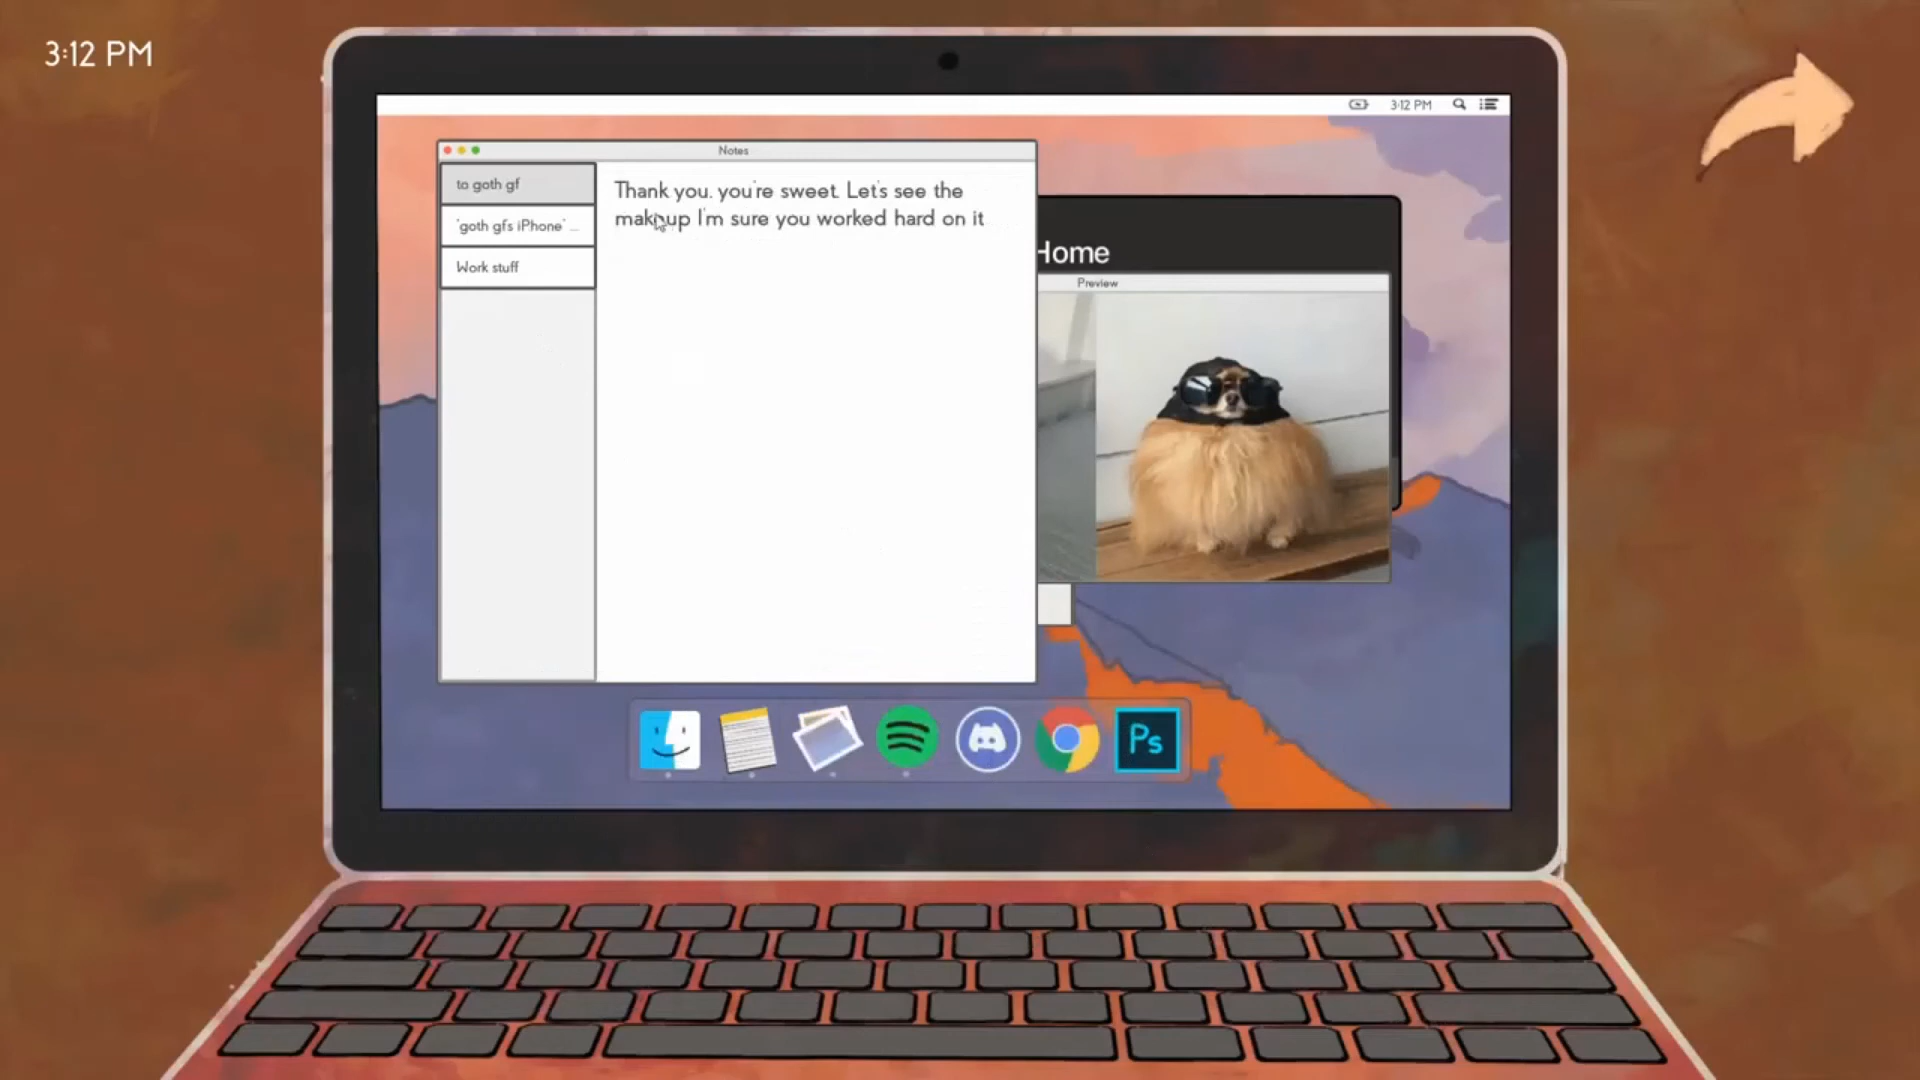 3:12 PM
3:12 PM
Notes
to goth gf
"goth gfs iPhone" ...
Work stuff
Thank you. you're sweet. Let's see the
makeup I'm sure you worked hard on it
Home
Preview
Ps